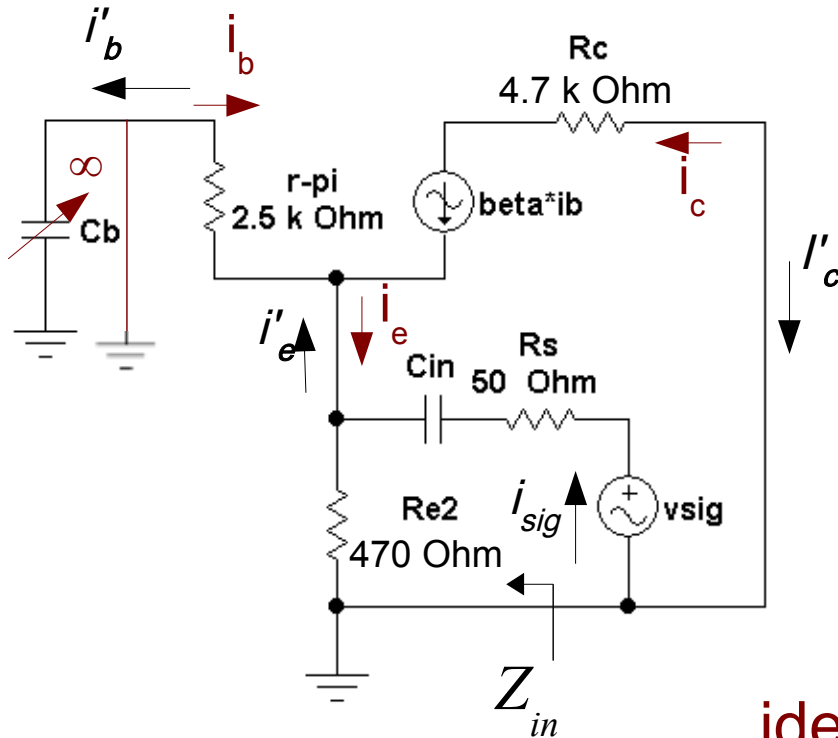 i'b
ib
Rc
4.7 k Ohm
∞
r-pi
2.5 k Ohm
Cb
beta*ib
ic
I'c
i'e
ie
Cin
Rs
50 Ohm
Re2
470 Ohm
isig
+
vsig
Zin
ide